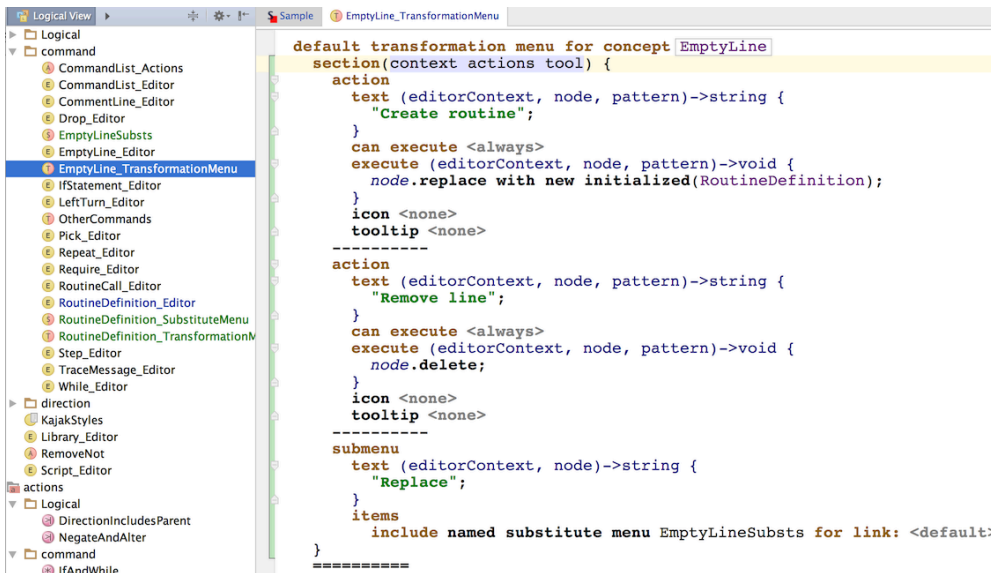 Logical View
Logical
command
CommandList_Actions
CommandList_Editor
CommentLine_Editor
Drop_Editor
EmptyLineSubsts
EmptyLine_Editor
EmptyLine_TransformationMenu
IfStatement_Editor
LeftTurn_Editor
OtherCommands
Pick_Editor
Repeat_Editor
Require_Editor
RoutineCall_Editor
RoutineDefinition_Editor
RoutineDefinition_SubstituteMenu
RoutineDefinition_TransformationM
Step_Editor
TraceMessage_Editor
While_Editor
direction
KajakStyles
Library_Editor
RemoveNot
Script_Editor
actions
Logical
DirectionIncludesParent
NegateAndAlter
command
IfAndWhile
Sample
EmptyLine_TransformationMenu
default transformation menu for concept EmptyLine
section(context actions tool) {
action
text (editorContext, node, pattern)->string {
"Create routine";
}
can execute <always>
execute (editorContext, node, pattern)->void {
node.replace with new initialized(RoutineDefinition);
}
icon <none>
tooltip <none>
----------
action
text (editorContext, node, pattern)->string {
"Remove line";
}
can execute <always>
execute (editorContext, node, pattern)->void {
node.delete;
}
icon <none>
tooltip <none>
----------
submenu
text (editorContext, node)->string {
"Replace";
}
items
include named substitute menu EmptyLineSubsts for link: <default>
}
==========